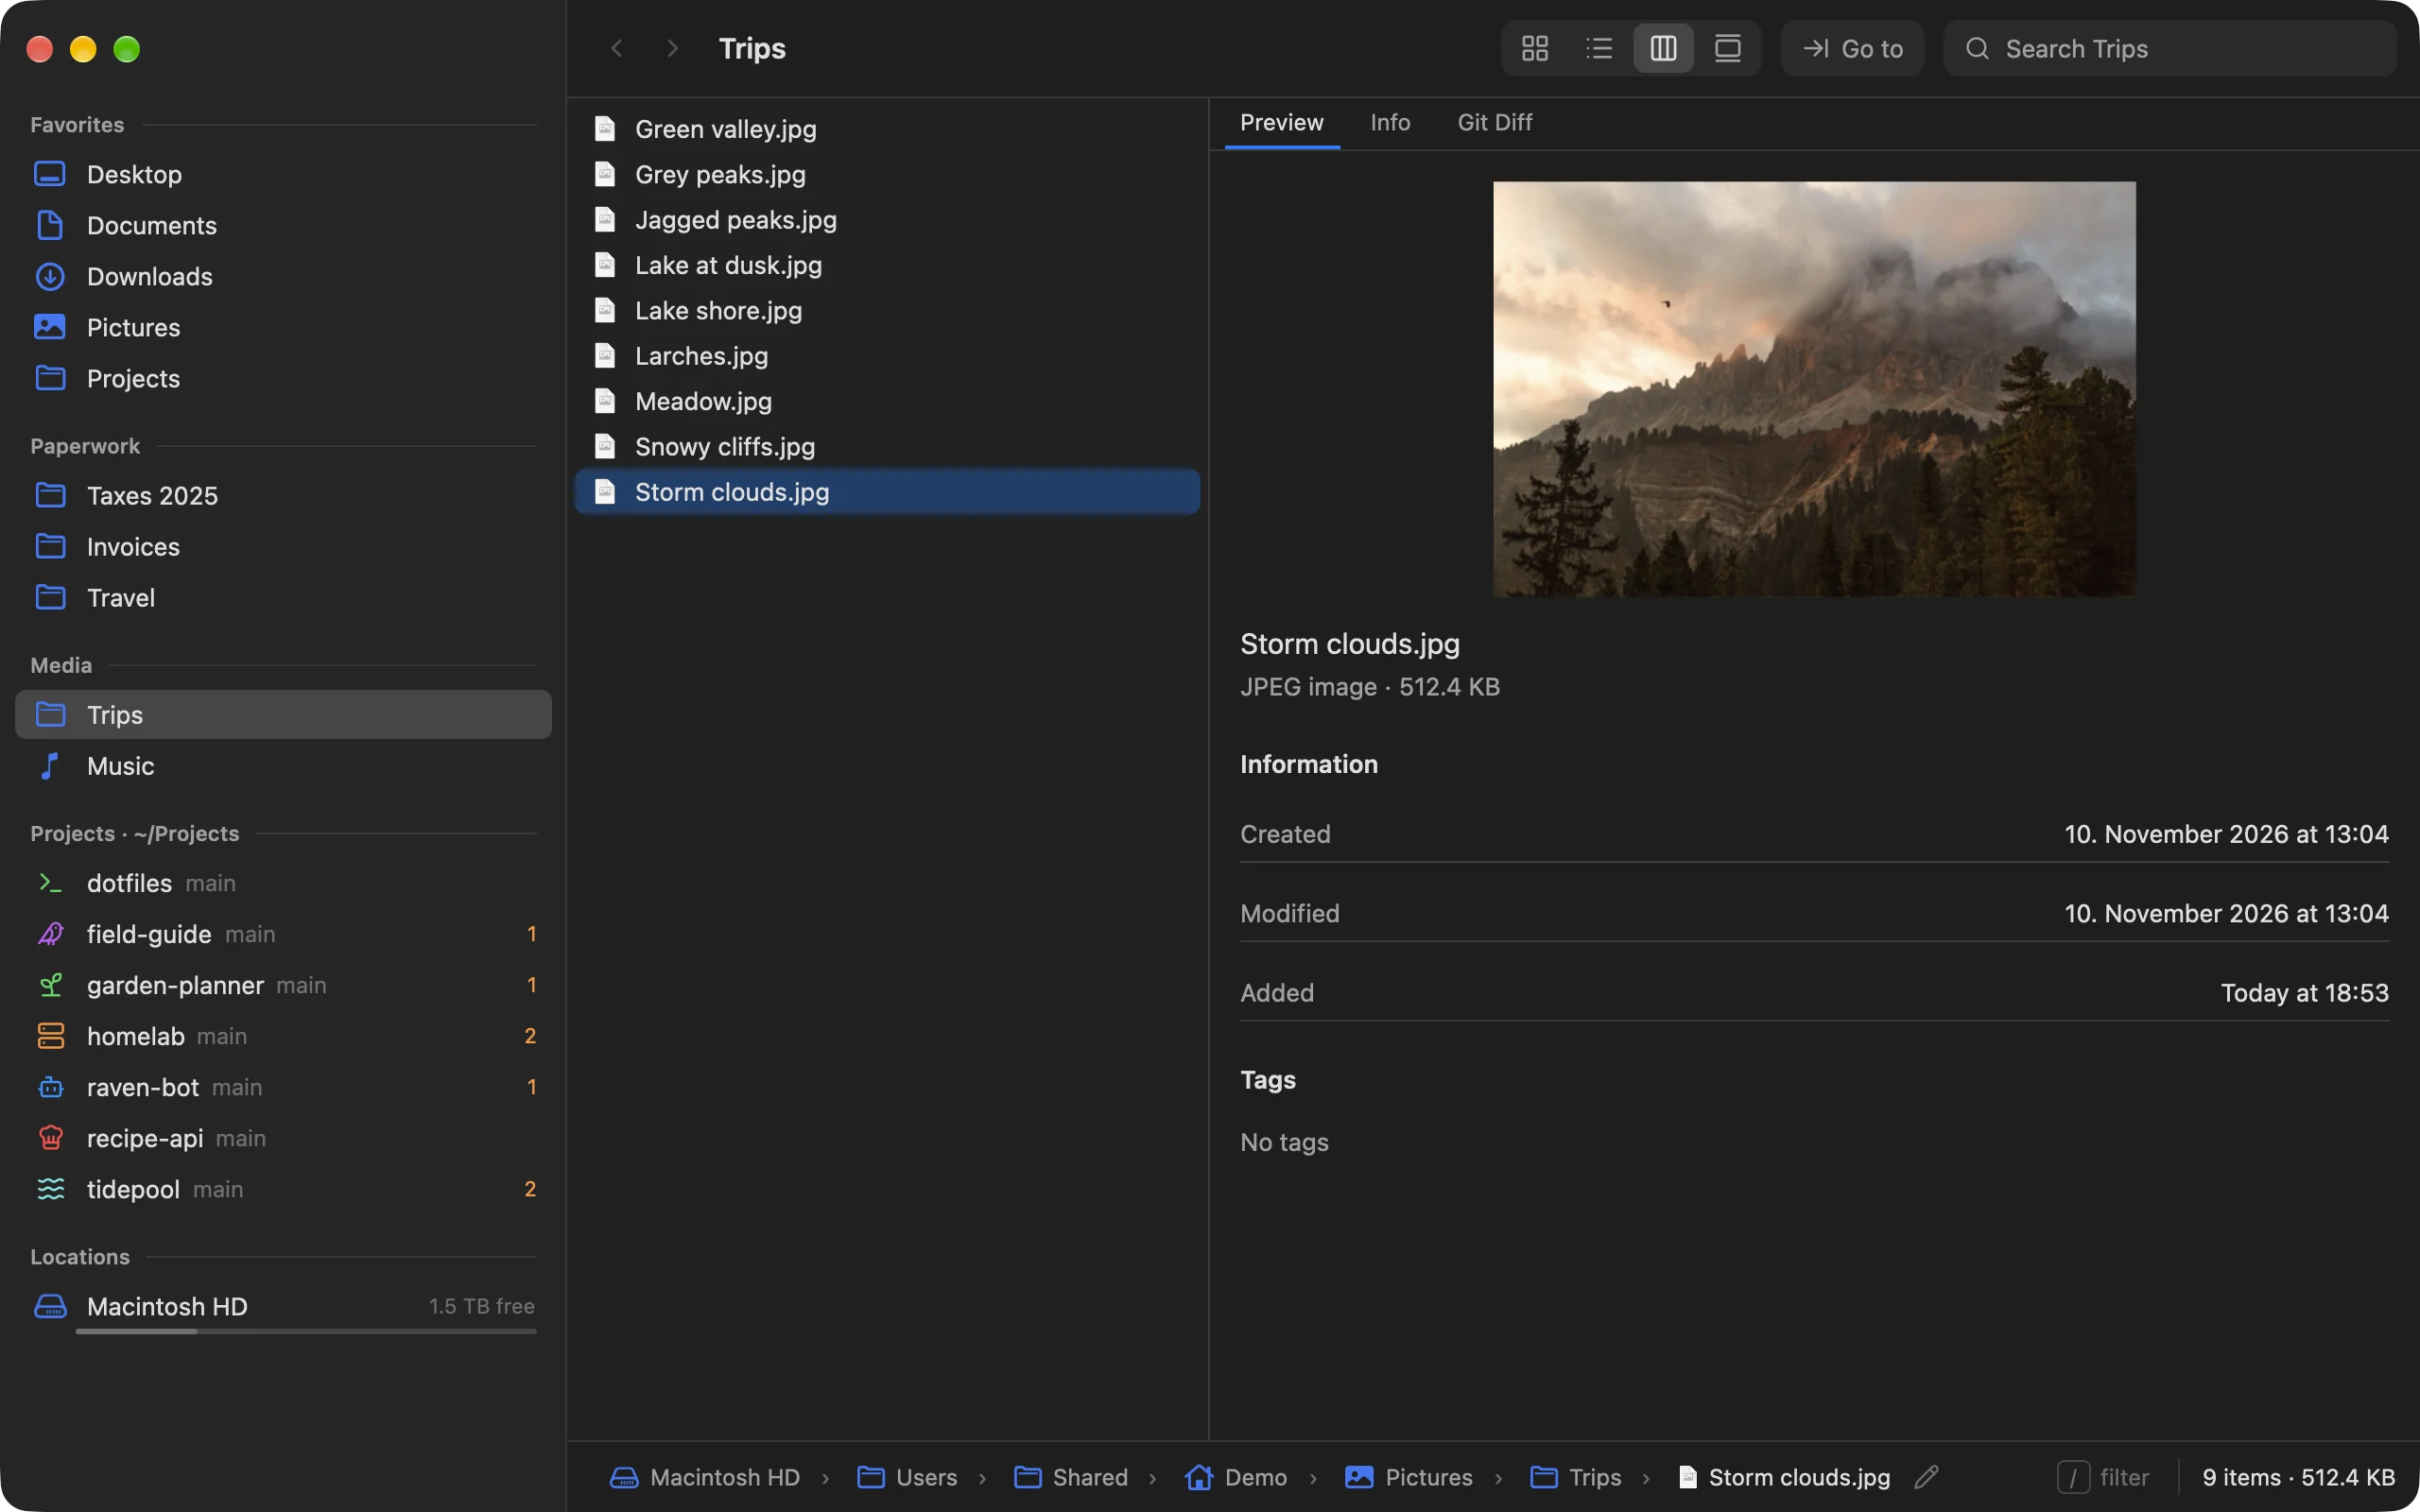 Favorites
Desktop
Documents
Downloads
Pictures
Projects
Paperwork
Taxes 2025
Invoices
Travel
Media
Trips
Music
Projects · ~/Projects
dotfiles main
field-guide main 1
garden-planner main 1
homelab main 2
raven-bot main 1
recipe-api main
tidepool main 2
Locations
Macintosh HD 1.5 TB free
Trips
Go to
Search Trips
Green valley.jpg
Grey peaks.jpg
Jagged peaks.jpg
Lake at dusk.jpg
Lake shore.jpg
Larches.jpg
Meadow.jpg
Snowy cliffs.jpg
Storm clouds.jpg
Preview Info Git Diff
Storm clouds.jpg
JPEG image · 512.4 KB
Information
Created 10. November 2026 at 13:04
Modified 10. November 2026 at 13:04
Added Today at 18:53
Tags
No tags
Macintosh HD › Users › Shared › Demo › Pictures › Trips › Storm clouds.jpg
/ filter
9 items · 512.4 KB